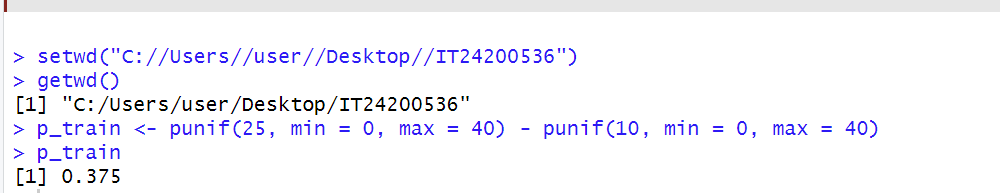 > setwd("C://Users//user//Desktop//IT24200536")
> getwd()
[1] "C:/Users/user/Desktop/IT24200536"
> p_train <- punif(25, min = 0, max = 40) - punif(10, min = 0, max = 40)
> p_train
[1] 0.375